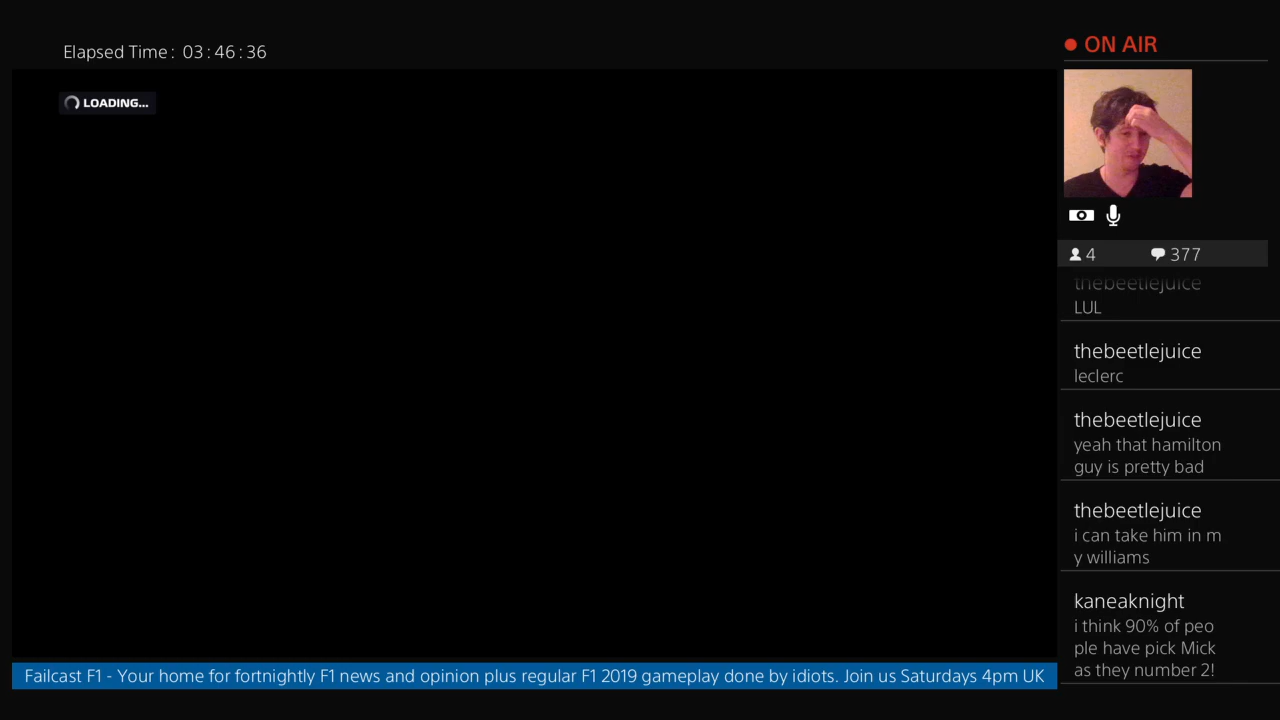 Elapsed Time: 03:46:36
ON AIR
LOADING...
4 377
thebeetlejuice
LUL
thebeetlejuice
leclerc
thebeetlejuice
yeah that hamilton
guy is pretty bad
thebeetlejuice
i can take him in m
y williams
kaneaknight
i think 90% of peo
ple have pick Mick
as they number 2!
Failcast F1 - Your home for fortnightly F1 news and opinion plus regular F1 2019 gameplay done by idiots. Join us Saturdays 4pm UK